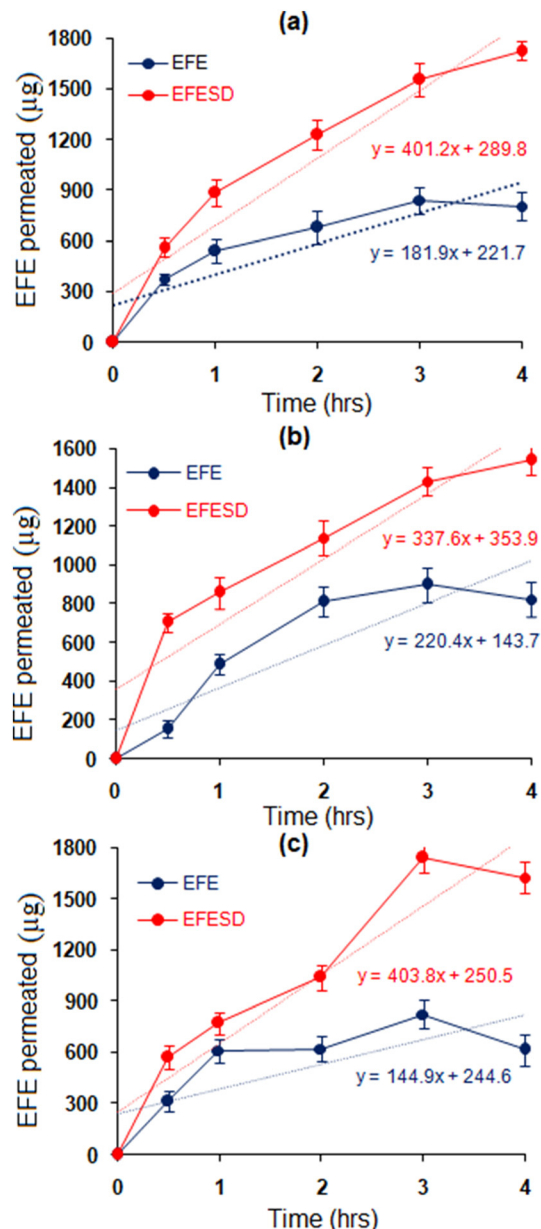 (a)
1800
1500
1200
900
600
300
0
EFE permeated (µg)
EFE
EFESD
y = 401.2x + 289.8
y = 181.9x + 221.7
0 1 2 3 4
Time (hrs)
(b)
1600
1400
1200
1000
800
600
400
200
0
EFE permeated (µg)
EFE
EFESD
y = 337.6x + 353.9
y = 220.4x + 143.7
0 1 2 3 4
Time (hrs)
(c)
1800
1500
1200
900
600
300
0
EFE permeated (µg)
EFE
EFESD
y = 403.8x + 250.5
y = 144.9x + 244.6
0 1 2 3 4
Time (hrs)